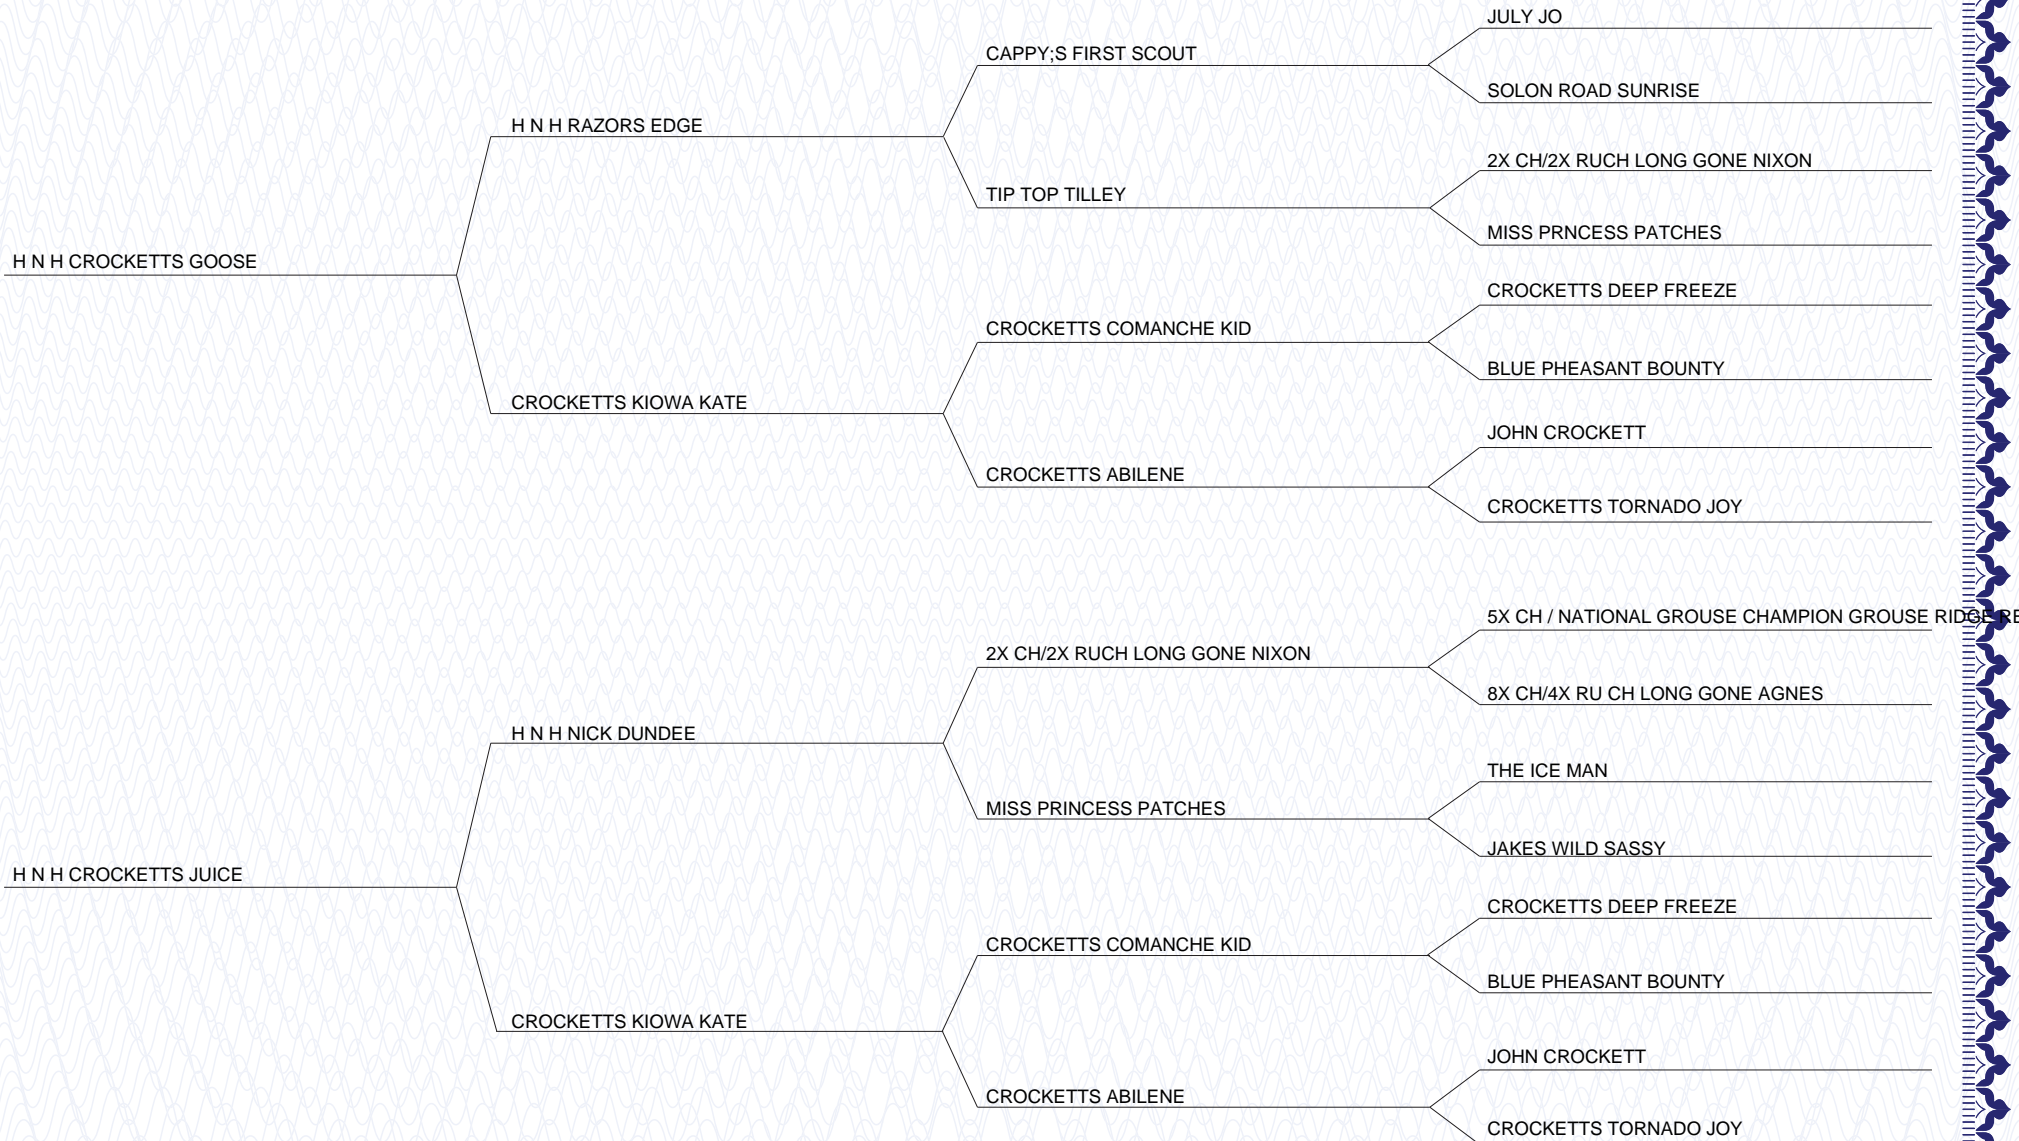 JULY JO
CAPPY;S FIRST SCOUT
SOLON ROAD SUNRISE
H N H RAZORS EDGE
2X CH/2X RUCH LONG GONE NIXON
TIP TOP TILLEY
MISS PRNCESS PATCHES
H N H CROCKETTS GOOSE
CROCKETTS DEEP FREEZE
CROCKETTS COMANCHE KID
BLUE PHEASANT BOUNTY
CROCKETTS KIOWA KATE
JOHN CROCKETT
CROCKETTS ABILENE
CROCKETTS TORNADO JOY
5X CH / NATIONAL GROUSE CHAMPION GROUSE RIDGE RE
2X CH/2X RUCH LONG GONE NIXON
8X CH/4X RU CH LONG GONE AGNES
H N H NICK DUNDEE
THE ICE MAN
MISS PRINCESS PATCHES
JAKES WILD SASSY
H N H CROCKETTS JUICE
CROCKETTS DEEP FREEZE
CROCKETTS COMANCHE KID
BLUE PHEASANT BOUNTY
CROCKETTS KIOWA KATE
JOHN CROCKETT
CROCKETTS ABILENE
CROCKETTS TORNADO JOY